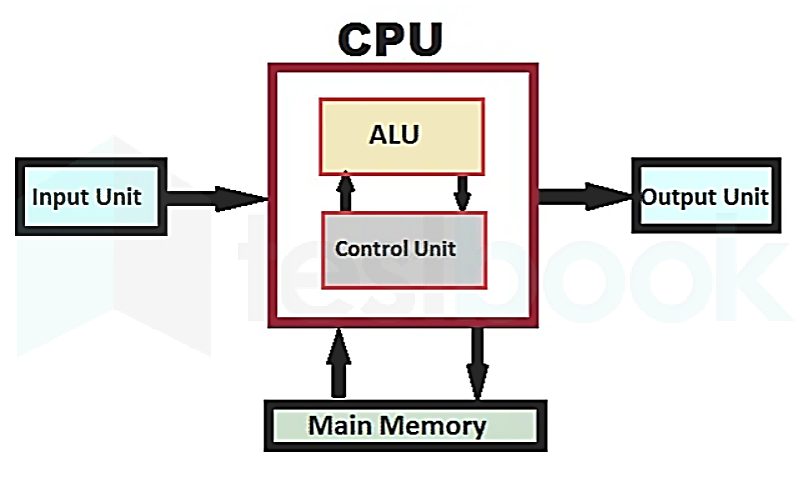 CPU
ALU
Input Unit
Output Unit
Control Unit
testbook
Main Memory